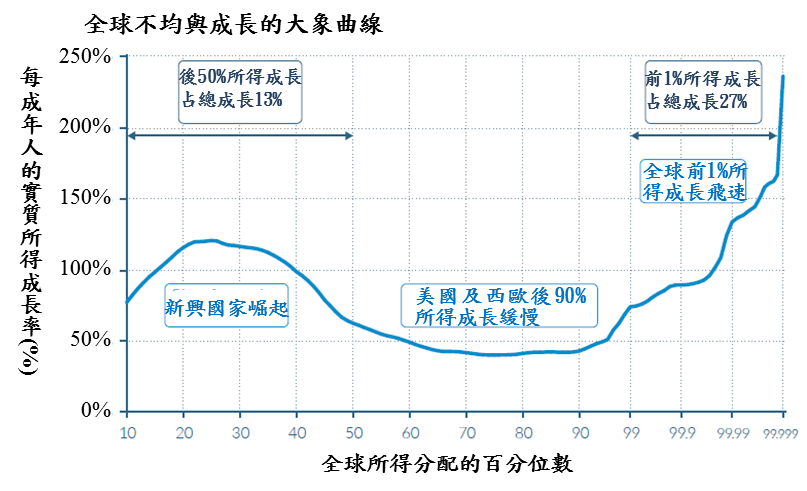 全球不均與成長的大象曲線
每成年人的實質所得成長率(%)
250%
200%
150%
100%
50%
0%
後50%所得成長
占總成長13%
前1%所得成長
占總成長27%
全球前1%所
得成長飛速
新興國家崛起
美國及西歐後90%
所得成長緩慢
10 20 30 40 50 60 70 80 90 99 99.9 99.99 99.999
全球所得分配的百分位數